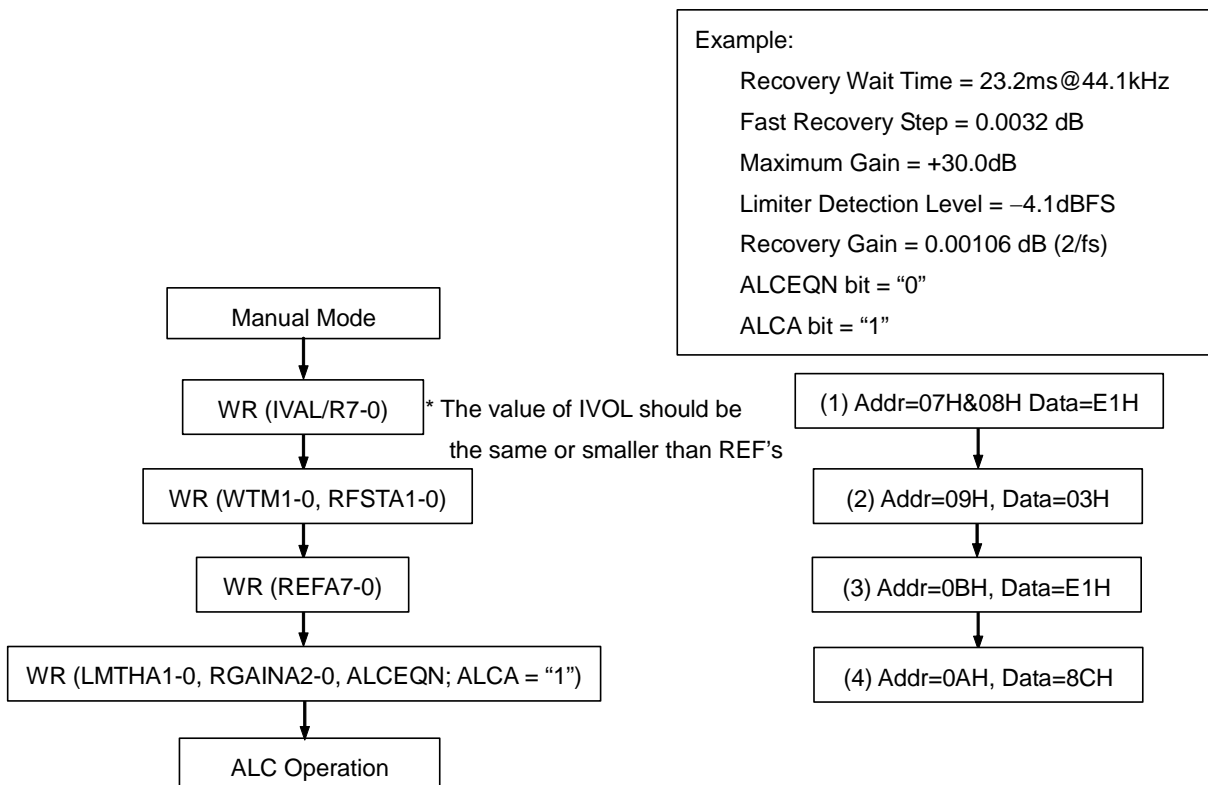 Example:
Recovery Wait Time = 23.2ms@44.1kHz
Fast Recovery Step = 0.0032 dB
Maximum Gain = +30.0dB
Limiter Detection Level = −4.1dBFS
Recovery Gain = 0.00106 dB (2/fs)
ALCEQN bit = “0”
ALCA bit = “1”
Manual Mode
WR (IVAL/R7-0)
* The value of IVOL should be
the same or smaller than REF’s
WR (WTM1-0, RFSTA1-0)
WR (REFA7-0)
WR (LMTHA1-0, RGAINA2-0, ALCEQN; ALCA = “1”)
ALC Operation
(1) Addr=07H&08H Data=E1H
(2) Addr=09H, Data=03H
(3) Addr=0BH, Data=E1H
(4) Addr=0AH, Data=8CH